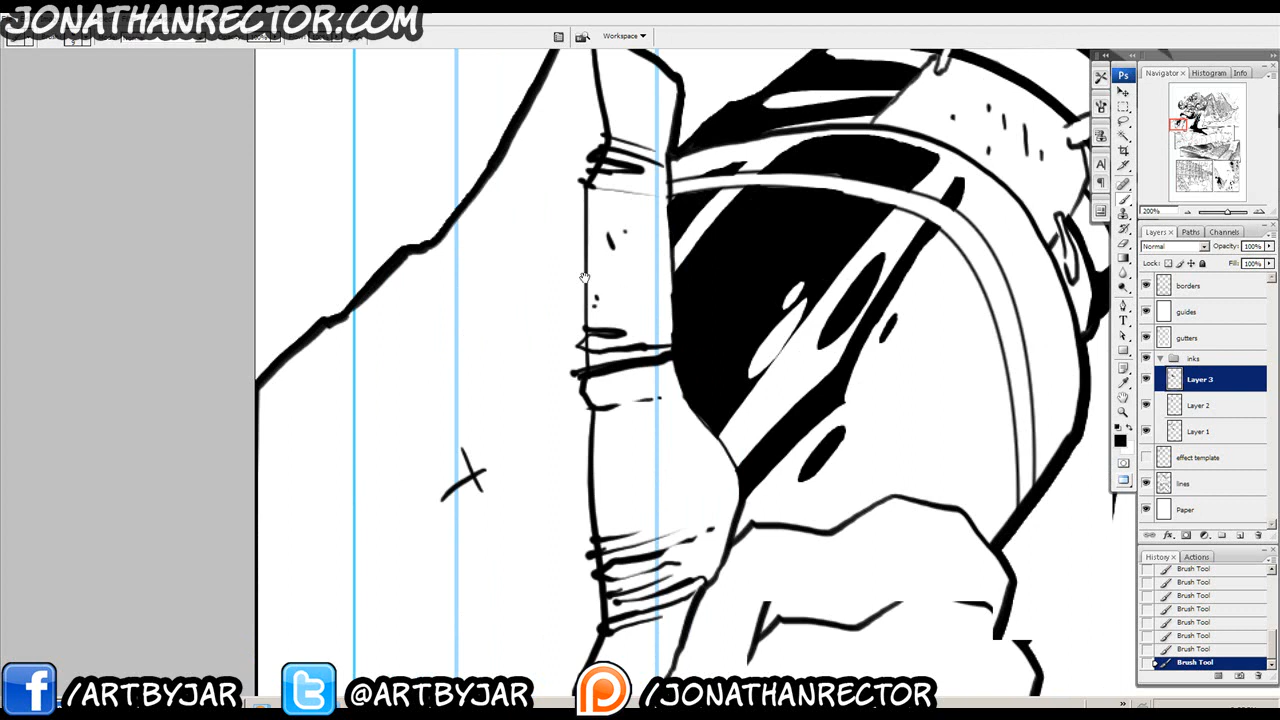 JONATHANRECTOR.COM
Workspace
Ps
Navigator × Histogram Info
200%
Layers × Paths Channels
Normal Opacity: 100%
Lock: Fill: 100%
borders
guides
gutters
inks
Layer 3
Layer 2
Layer 1
effect template
lines
Paper
History × Actions
Brush Tool
Brush Tool
Brush Tool
Brush Tool
Brush Tool
Brush Tool
Brush Tool
Brush Tool
/ARTBYJAR @ARTBYJAR /JONATHANRECTOR